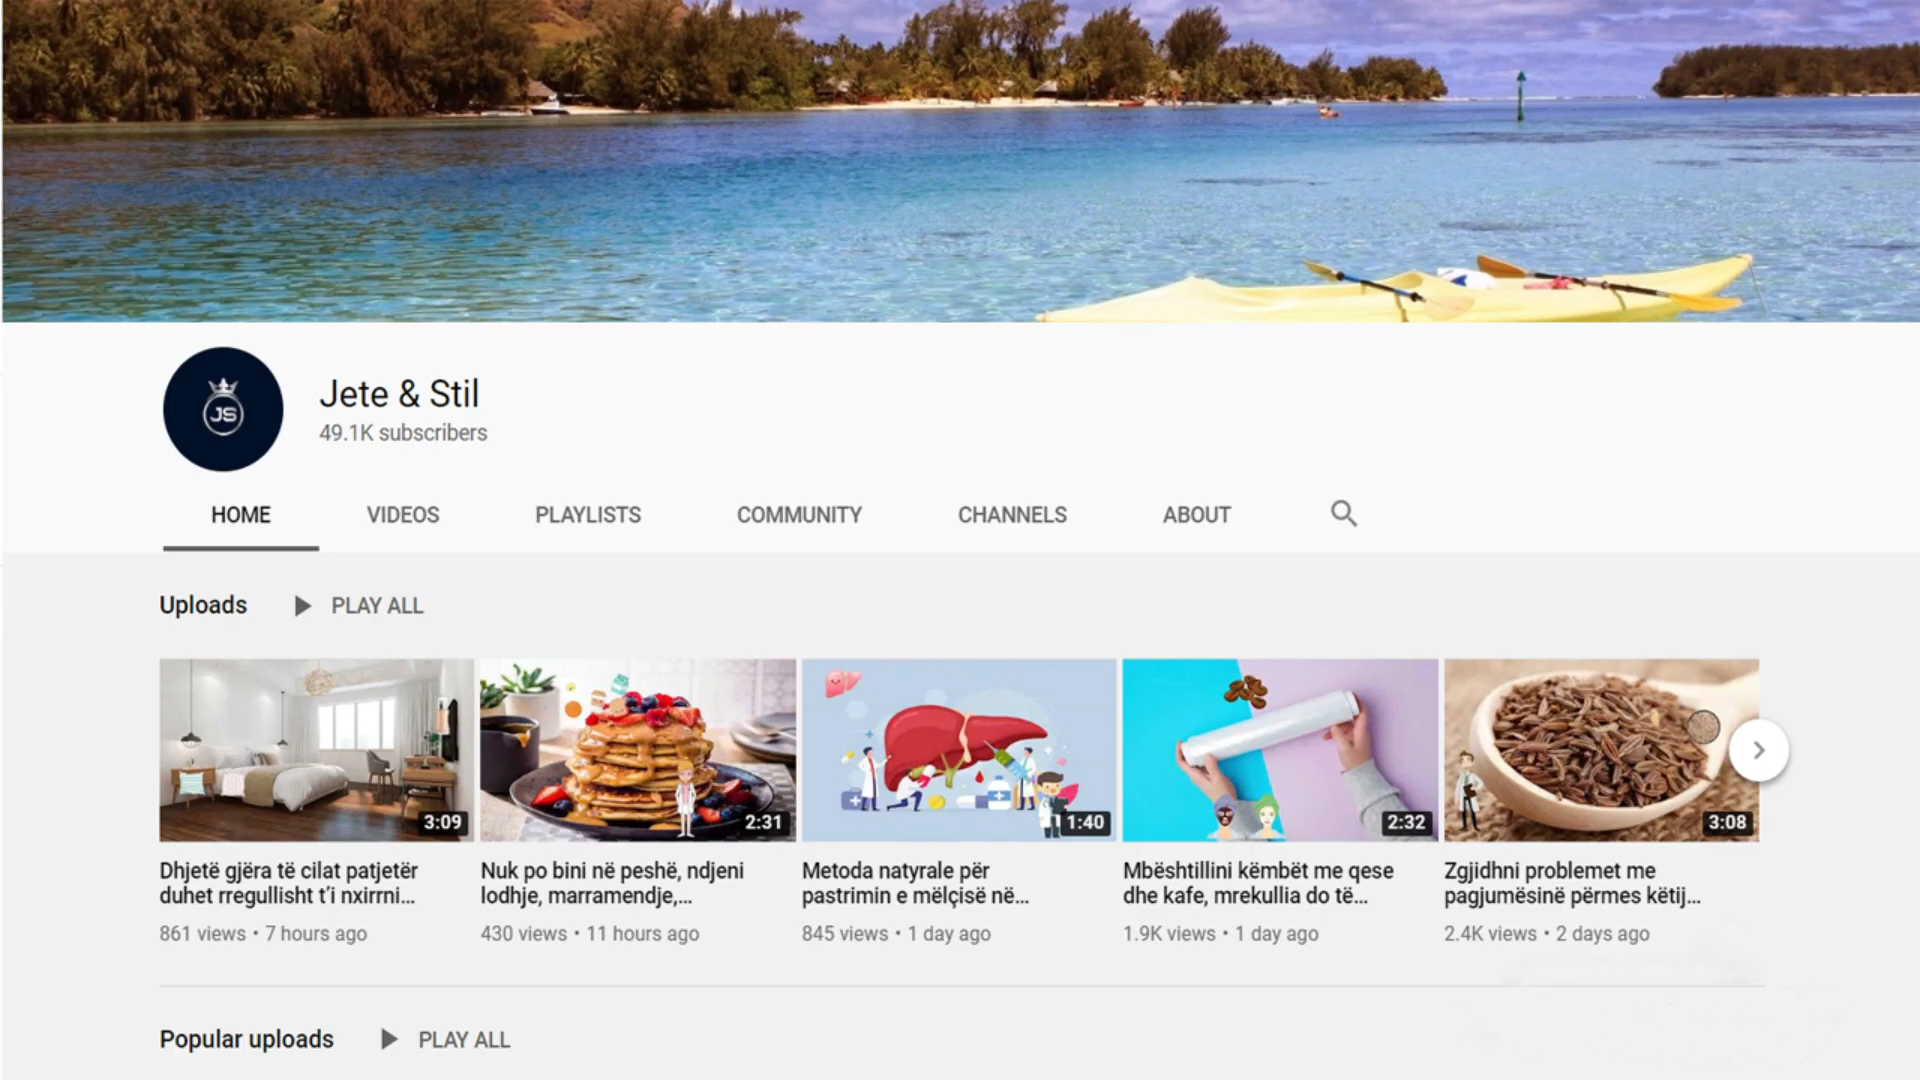 JS
Jete & Stil
49.1K subscribers
HOME
VIDEOS
PLAYLISTS
COMMUNITY
CHANNELS
ABOUT
Uploads
PLAY ALL
3:09
2:31
1:40
2:32
3:08
Dhjetë gjëra të cilat patjetër
duhet rregullisht t'i nxirrni...
861 views • 7 hours ago
Nuk po bini në peshë, ndjeni
lodhje, marramendje,...
430 views • 11 hours ago
Metoda natyrale për
pastrimin e mëlçisë në...
845 views • 1 day ago
Mbështillini këmbët me qese
dhe kafe, mrekullia do të...
1.9K views • 1 day ago
Zgjidhni problemet me
pagjumësinë përmes këtij...
2.4K views • 2 days ago
Popular uploads
PLAY ALL